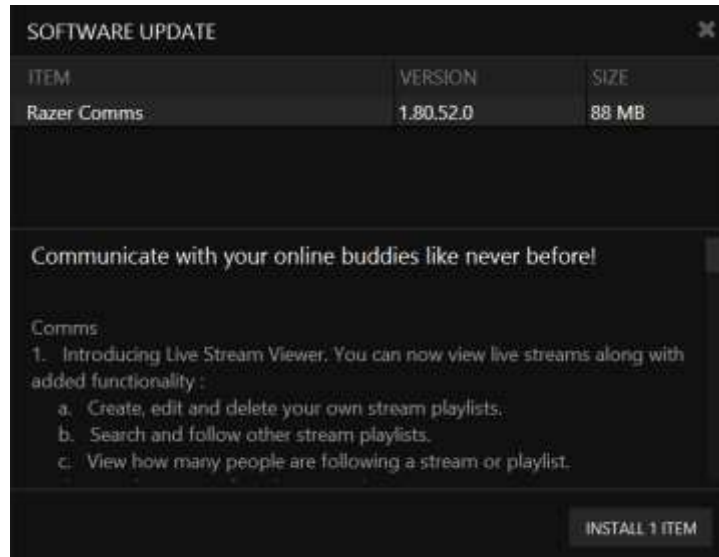 SOFTWARE UPDATE
ITEM VERSION SIZE
Razer Comms 1.80.52.0 88 MB
Communicate with your online buddies like never before!
Comms
1. Introducing Live Stream Viewer. You can now view live streams along with
added functionality :
a. Create, edit and delete your own stream playlists.
b. Search and follow other stream playlists.
c. View how many people are following a stream or playlist.
INSTALL 1 ITEM